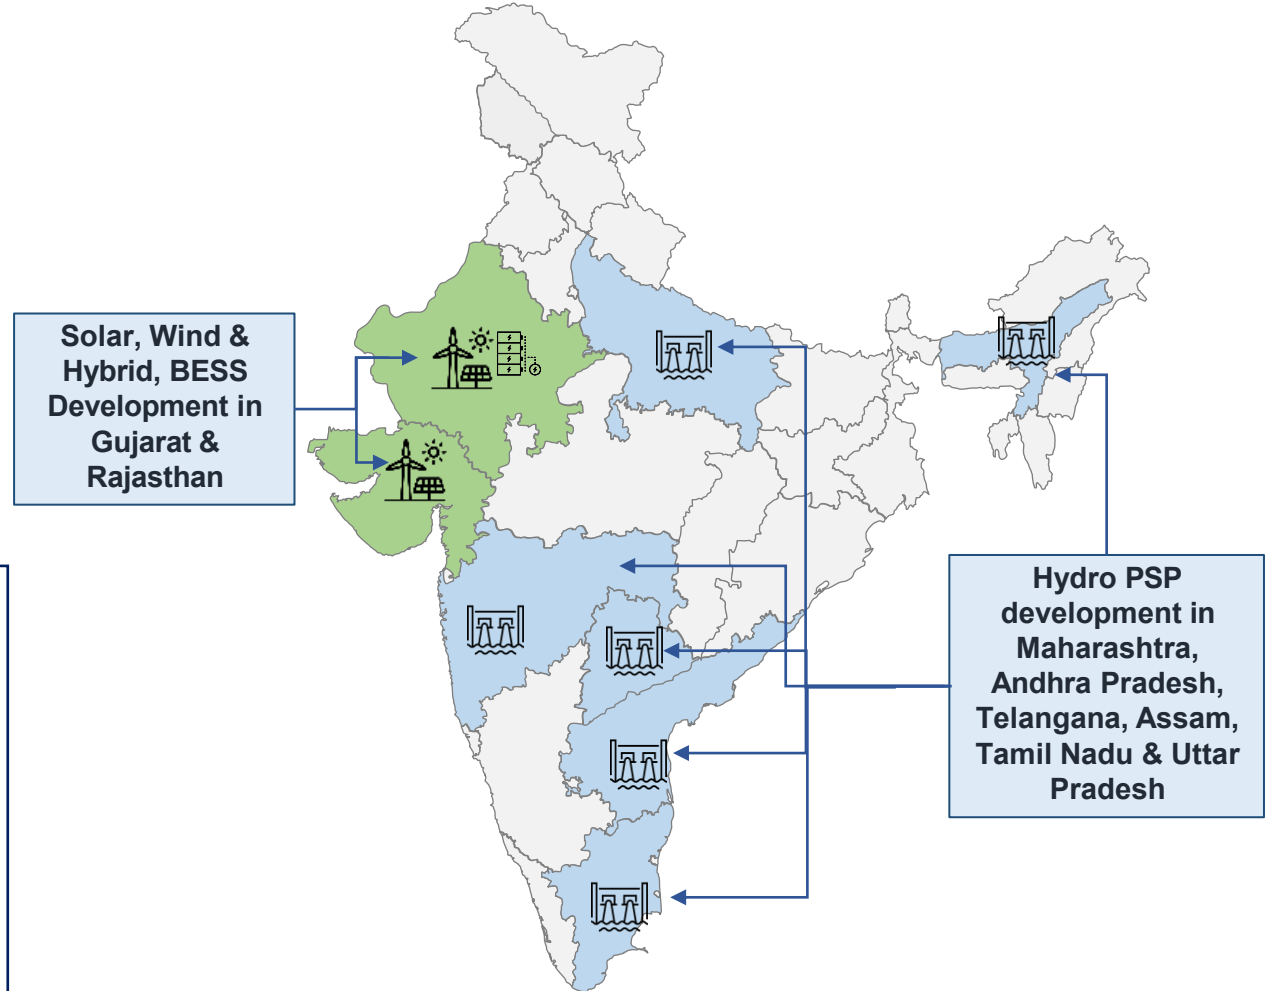 Solar, Wind &
Hybrid, BESS
Development in
Gujarat &
Rajasthan
Hydro PSP
development in
Maharashtra,
Andhra Pradesh,
Telangana, Assam,
Tamil Nadu & Uttar
Pradesh